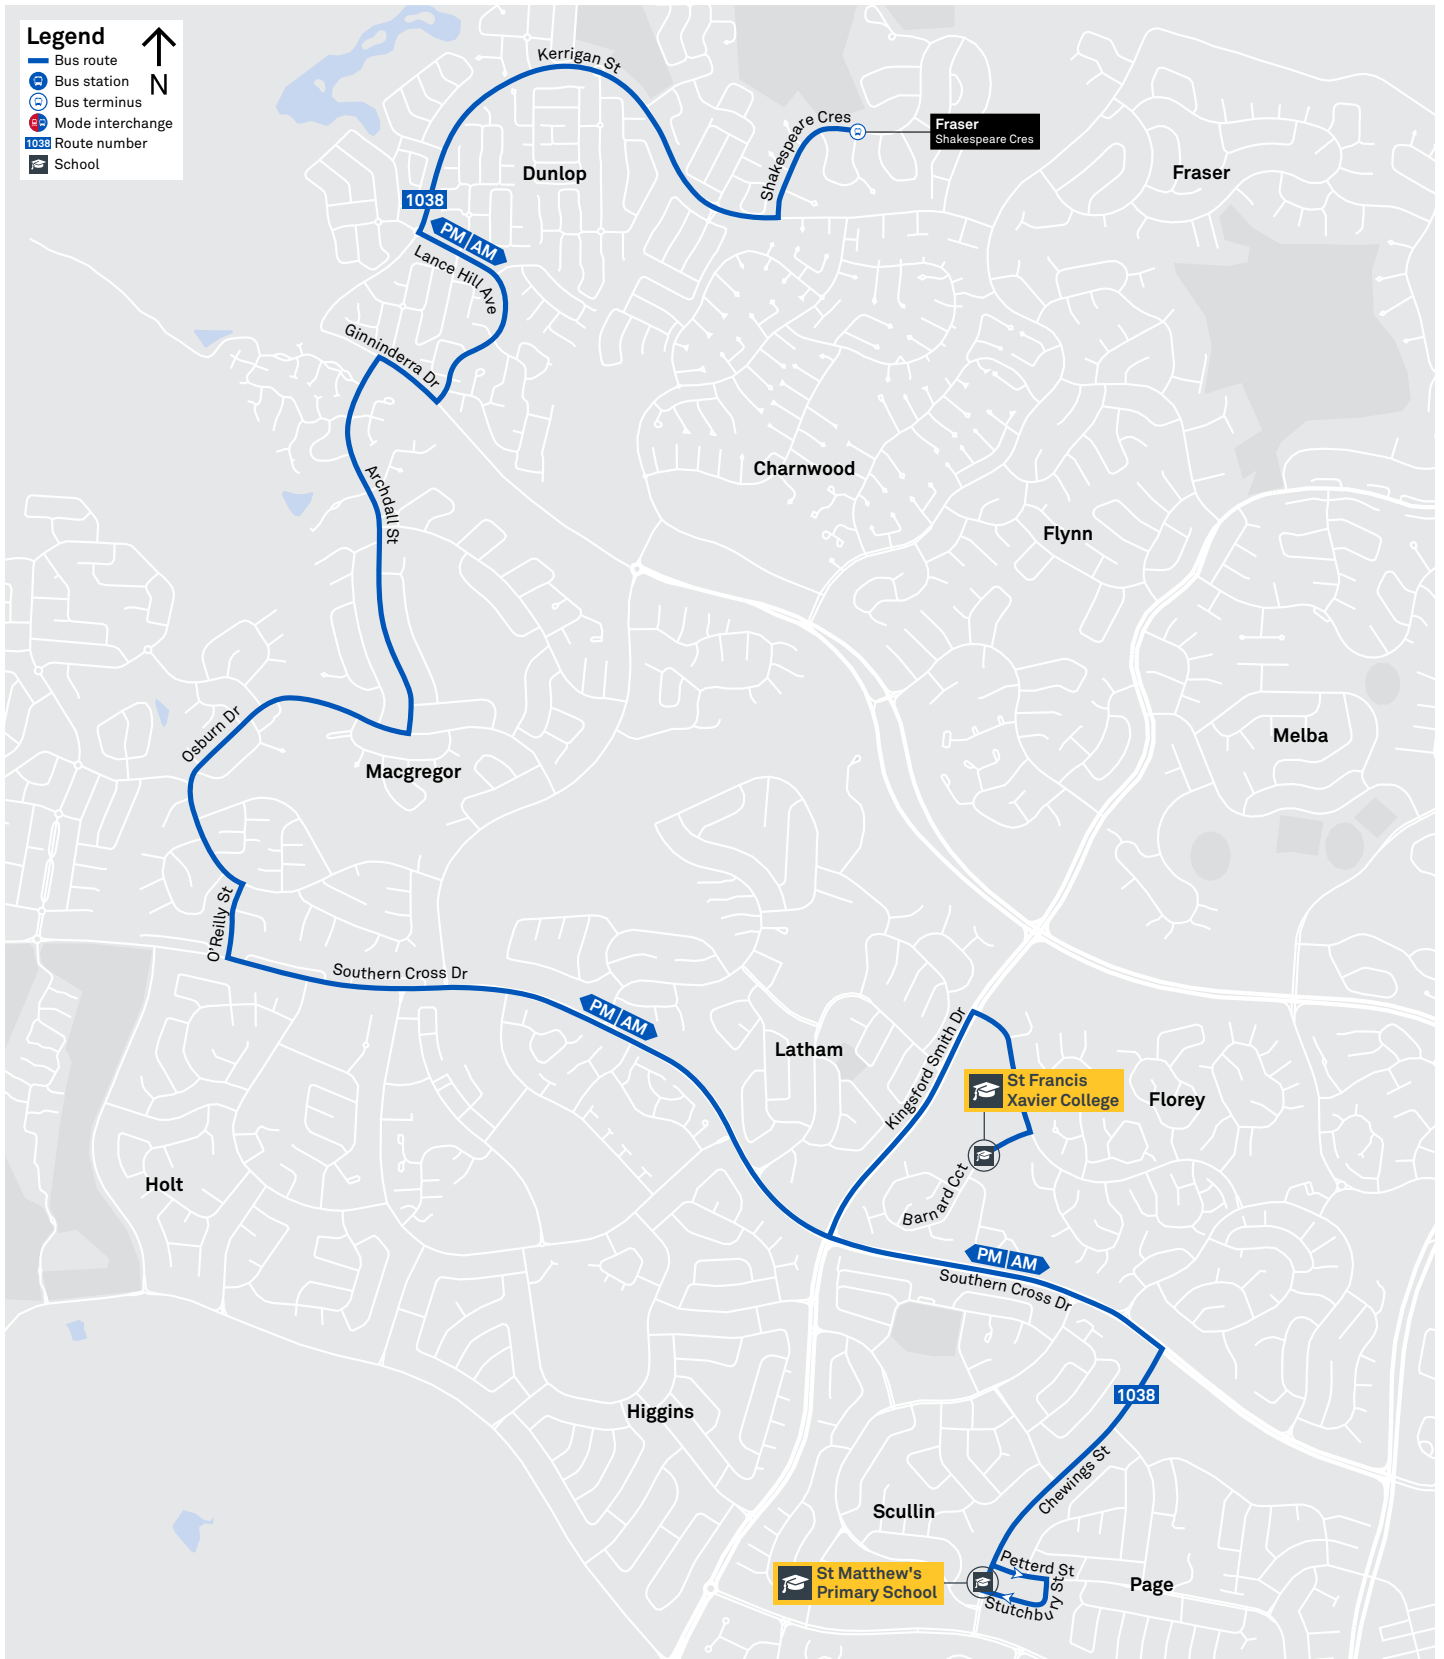 Legend
N
Bus route
Bus station
Bus terminus
Mode interchange
1038 Route number
School
Kerrigan St
Shakespeare Cres
Fraser
Shakespeare Cres
Dunlop
Fraser
1038
PM AM
Lance Hill Ave
Ginninderra Dr
Charnwood
Archdall St
Flynn
Osburn Dr
Melba
Macgregor
O'Reilly St
Southern Cross Dr
PM AM
Kingsford Smith Dr
Latham
St Francis
Xavier College
Florey
Holt
Barnard Cct
PM AM
Southern Cross Dr
1038
Higgins
Chewings St
Scullin
Petterd St
St Matthew's
Primary School
Stutchbury St
Page